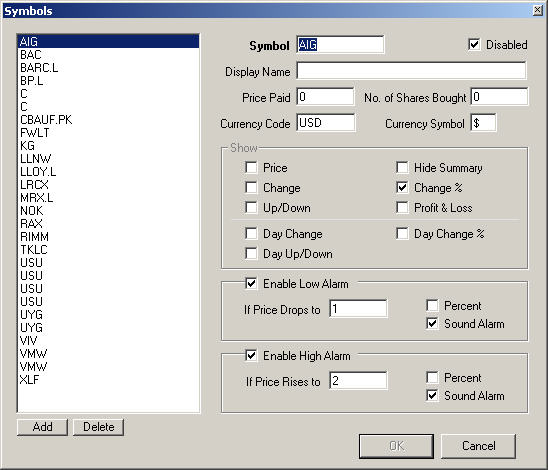 Symbols
AIG
BAC
BARC.L
BP.L
C
C
CBAUF.PK
FWLT
KG
LLNW
LLOY.L
LRCX
MRX.L
NOK
RAX
RIMM
TKLC
USU
USU
USU
USU
UYG
UYG
VIV
VMW
VMW
XLF
Add Delete
Symbol AIG Disabled
Display Name
Price Paid 0 No. of Shares Bought 0
Currency Code USD Currency Symbol $
Show
Price Hide Summary
Change Change %
Up/Down Profit & Loss
Day Change Day Change %
Day Up/Down
Enable Low Alarm
If Price Drops to 1 Percent
Sound Alarm
Enable High Alarm
If Price Rises to 2 Percent
Sound Alarm
OK Cancel